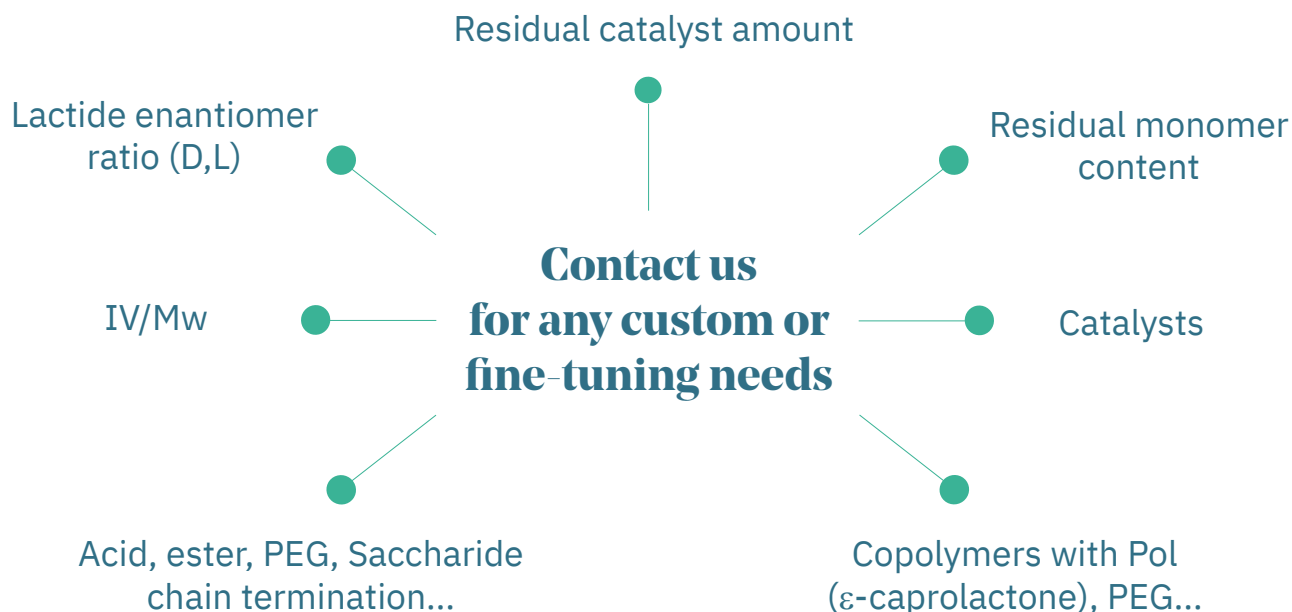 Residual catalyst amount
Lactide enantiomer
ratio (D,L)
Residual monomer
content
Contact us
for any custom or
fine-tuning needs
IV/Mw
Catalysts
Acid, ester, PEG, Saccharide
chain termination...
Copolymers with Pol
(ε-caprolactone), PEG...